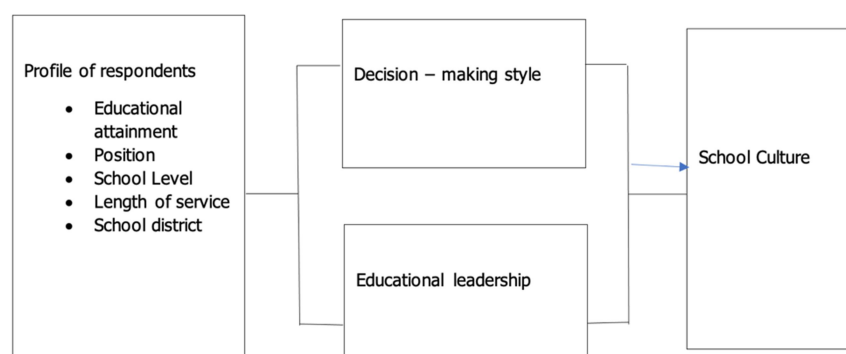 Profile of respondents
• Educational
attainment
• Position
• School Level
• Length of service
• School district
Decision – making style
Educational leadership
School Culture